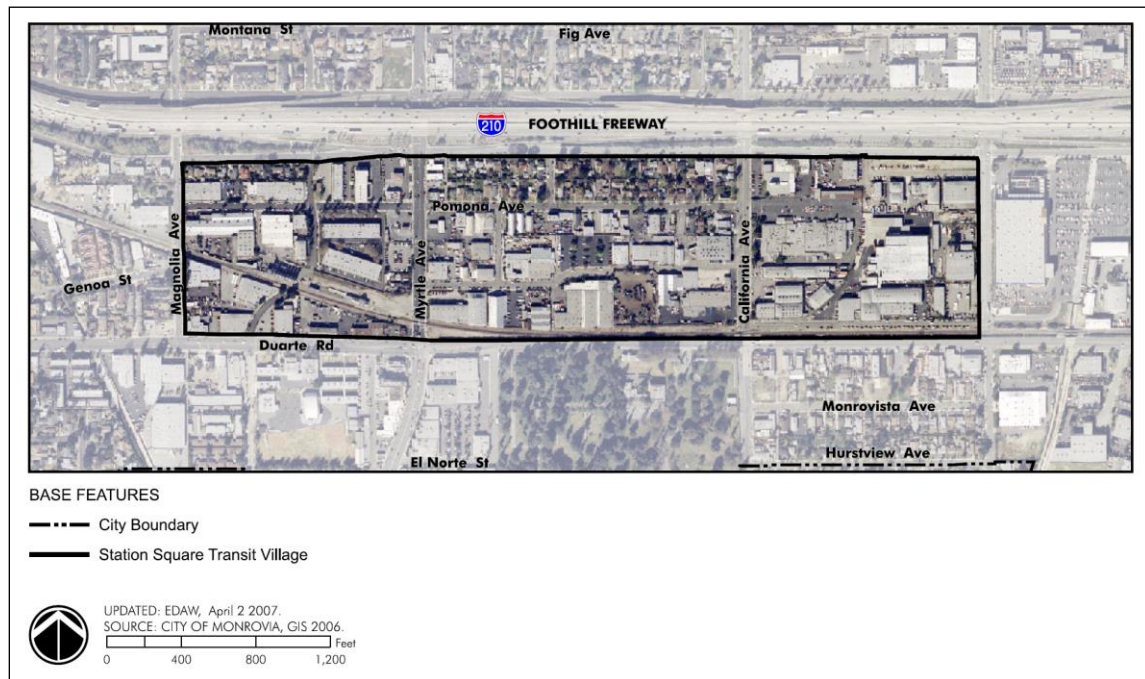 Montana St
Fig Ave
210
FOOTHILL FREEWAY
Pomona Ave
Magnolia Ave
Myrtle Ave
California Ave
Genoa St
Duarte Rd
Monrovista Ave
El Norte St
Hurstview Ave
BASE FEATURES
City Boundary
Station Square Transit Village
UPDATED: EDAW, April 2 2007.
SOURCE: CITY OF MONROVIA, GIS 2006.
Feet
0 400 800 1,200